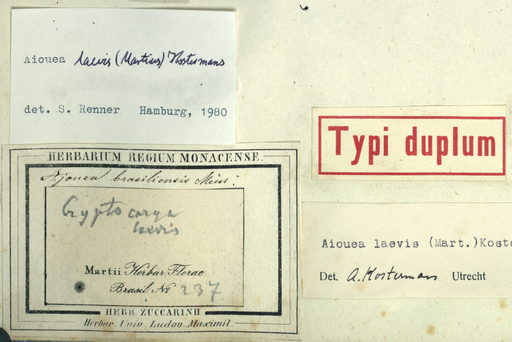 Aiouea laevis (Martius) Kostermans
det. S. Renner Hamburg, 1980
HERBARIUM REGIUM MONACENSE.
Ajouea brasiliensis Meis:
Cryptocarya
laevis
Martii Herbar. Florae
Brasil. No 237
HERB. ZUCCARINII
Herbar. Univ. Ludov. Maximil.
Typi duplum
Aiouea laevis (Mart.) Koste
Det. A. Kostermans Utrecht